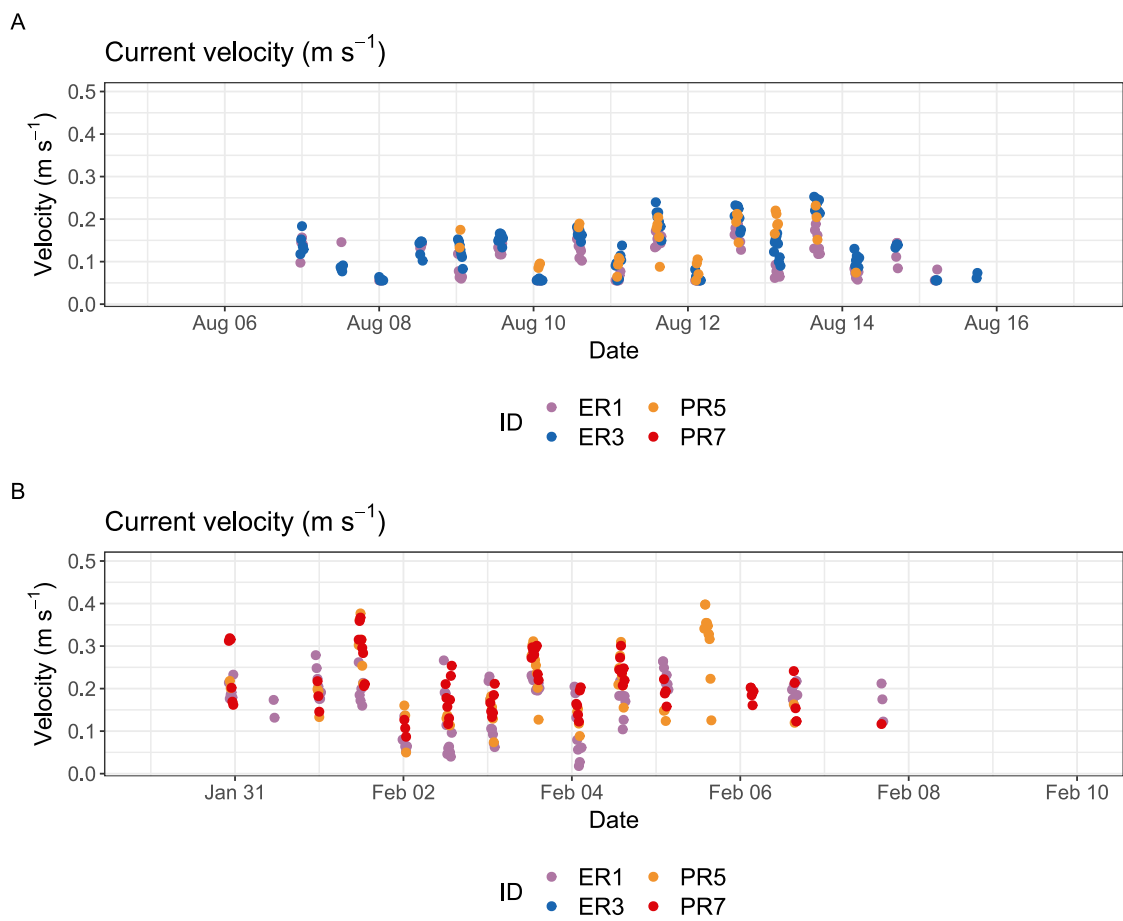 A
Current velocity (m s⁻¹)
Velocity (m s⁻¹)
0.5
0.4
0.3
0.2
0.1
0.0
Aug 06 Aug 08 Aug 10 Aug 12 Aug 14 Aug 16
Date
ID
ER1 PR5
ER3 PR7
B
Current velocity (m s⁻¹)
Velocity (m s⁻¹)
0.5
0.4
0.3
0.2
0.1
0.0
Jan 31 Feb 02 Feb 04 Feb 06 Feb 08 Feb 10
Date
ID
ER1 PR5
ER3 PR7